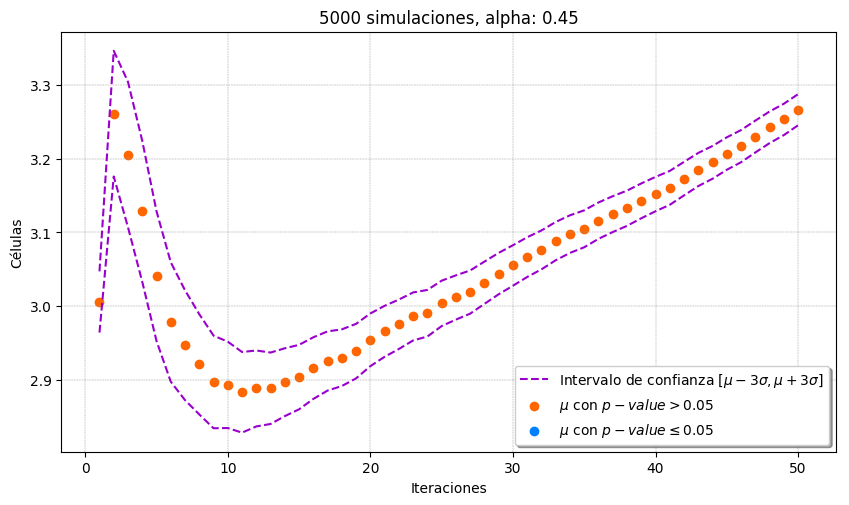 5000 simulaciones, alpha: 0.45
Células
3.3
3.2
3.1
3.0
2.9
0
10
20
30
40
50
Iteraciones
Intervalo de confianza [μ − 3σ, μ + 3σ]
μ con p − value > 0.05
μ con p − value ≤ 0.05